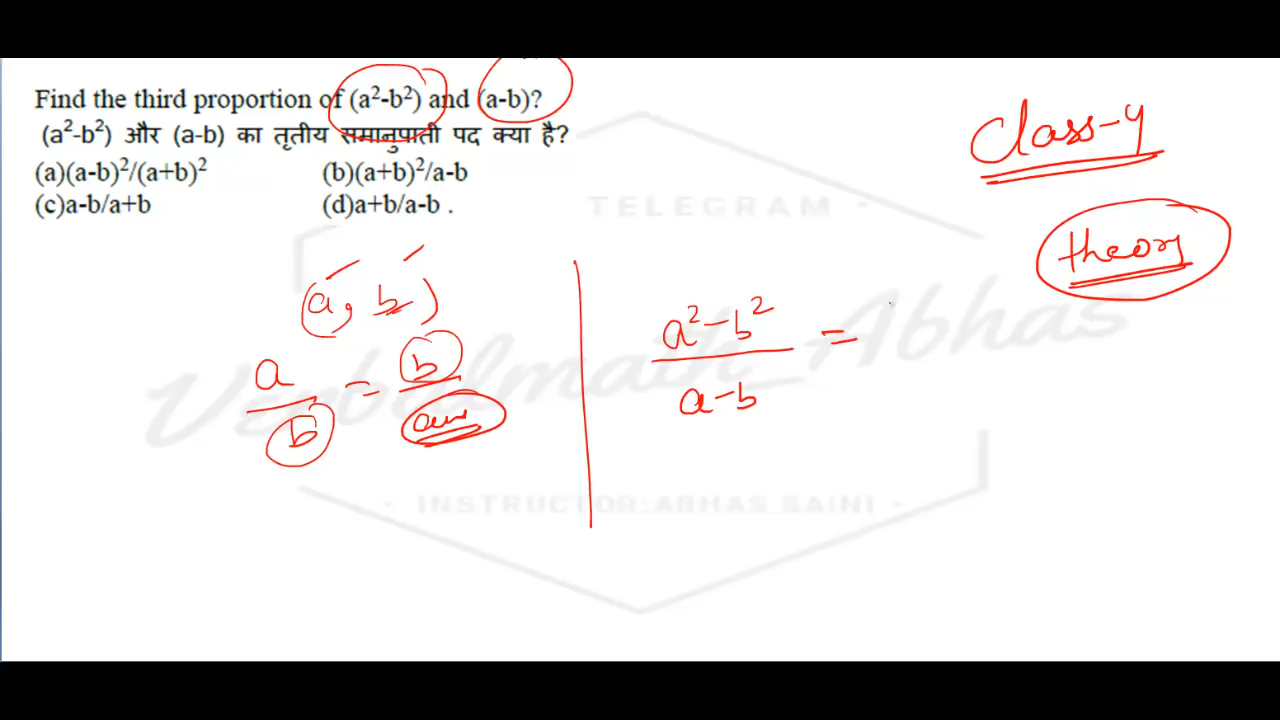 Find the third proportion of (a²-b²) and (a-b)?
(a²-b²) और (a-b) का तृतीय समानुपाती पद क्या है?
(a)(a-b)²/(a+b)² (b)(a+b)²/a-b
(c)a-b/a+b (d)a+b/a-b .
Class-4
theory
TELEGRAM -
(a, b)
a/b = b/ans
a²-b²/a-b =
Verbalmath_Abhas
- INSTRUCTOR:ABHAS SAINI -